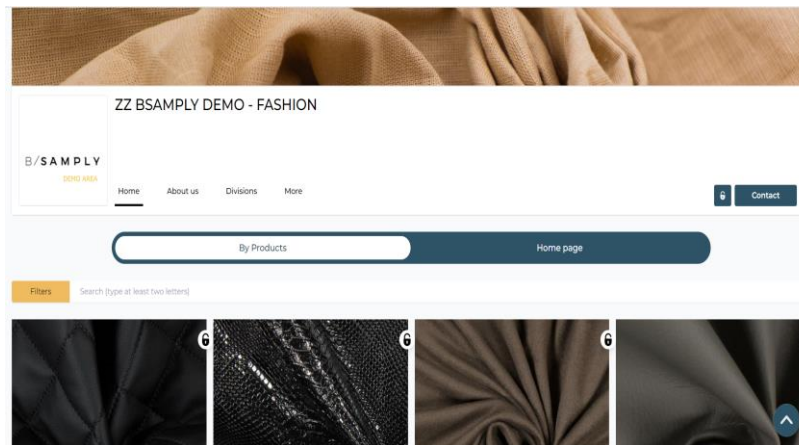 ZZ BSAMPLY DEMO - FASHION
B/SAMPLY
DEMO AREA
Home About us Divisions More
Contact
By Products Home page
Filters Search (type at least two letters)